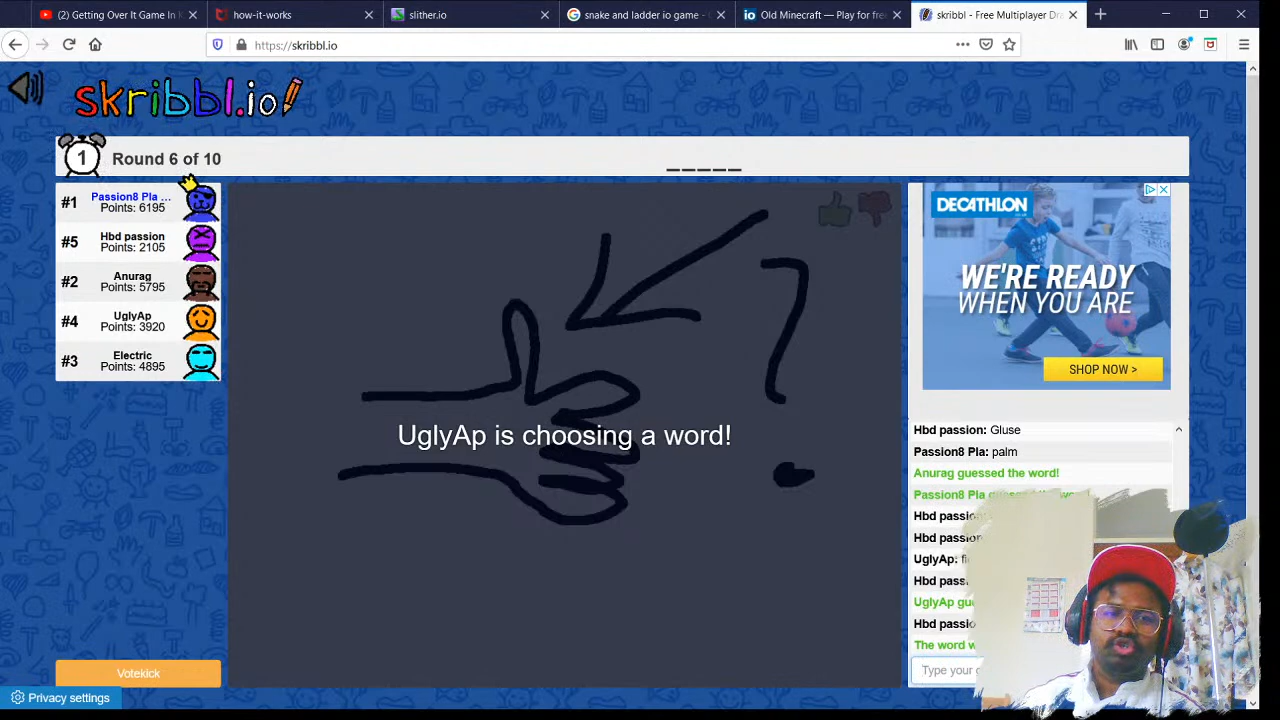 (2) Getting Over It Game In
how-it-works
slither.io
snake and ladder io game -
Old Minecraft — Play for free
skribbl - Free Multiplayer Dr
https://skribbl.io
skribbl.io
1
Round 6 of 10
_ _ _ _ _
#1
Passion8 Pla ...
Points: 6195
#5
Hbd passion
Points: 2105
#2
Anurag
Points: 5795
#4
UglyAp
Points: 3920
#3
Electric
Points: 4895
?
UglyAp is choosing a word!
DECATHLON
WE'RE READY
WHEN YOU ARE
SHOP NOW >
Hbd passion: Gluse
Passion8 Pla: palm
Anurag guessed the word!
Passion8 Pla guessed the word!
Hbd passion
Hbd passion
UglyAp:
Hbd pass
UglyAp gu
Hbd passio
The word w
Type your
Votekick
Privacy settings